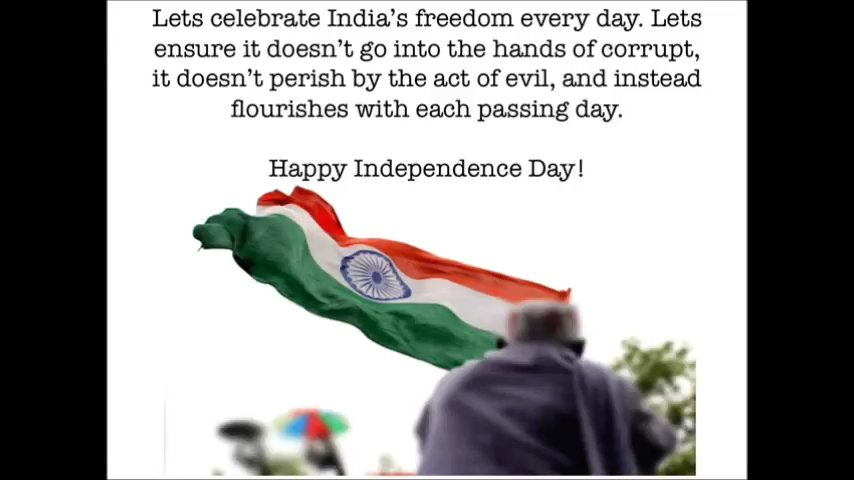 Lets celebrate India’s freedom every day. Lets
ensure it doesn’t go into the hands of corrupt,
it doesn’t perish by the act of evil, and instead
flourishes with each passing day.
Happy Independence Day!